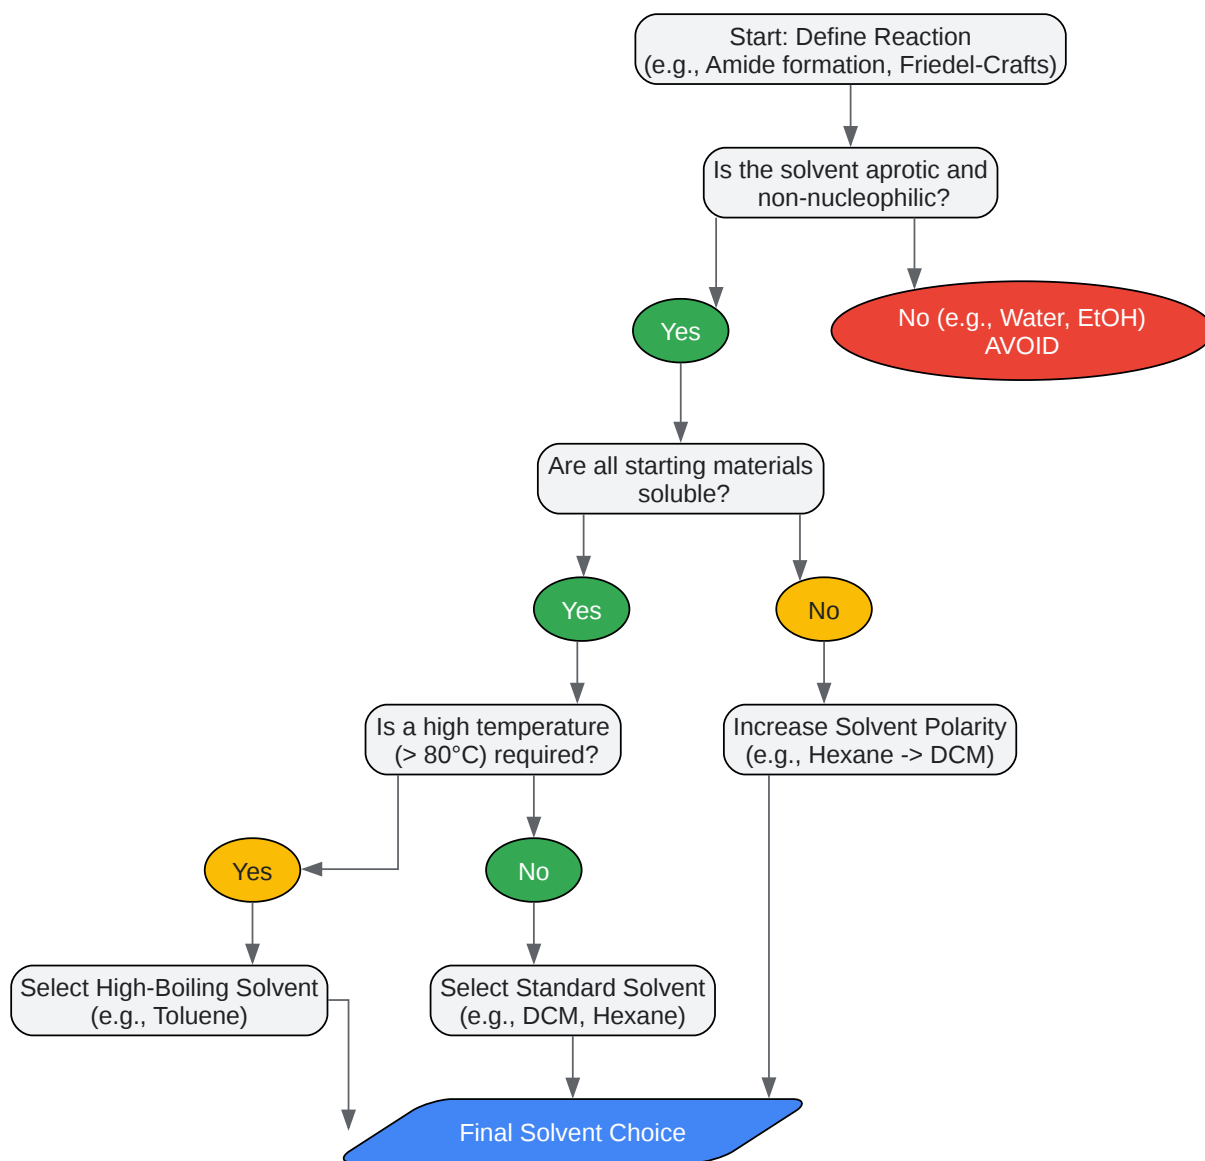 Start: Define Reaction
(e.g., Amide formation, Friedel-Crafts)
Is the solvent aprotic and
non-nucleophilic?
Yes
No (e.g., Water, EtOH)
AVOID
Are all starting materials
soluble?
Yes
No
Is a high temperature
(> 80°C) required?
Increase Solvent Polarity
(e.g., Hexane -> DCM)
Yes
No
Select High-Boiling Solvent
(e.g., Toluene)
Select Standard Solvent
(e.g., DCM, Hexane)
Final Solvent Choice